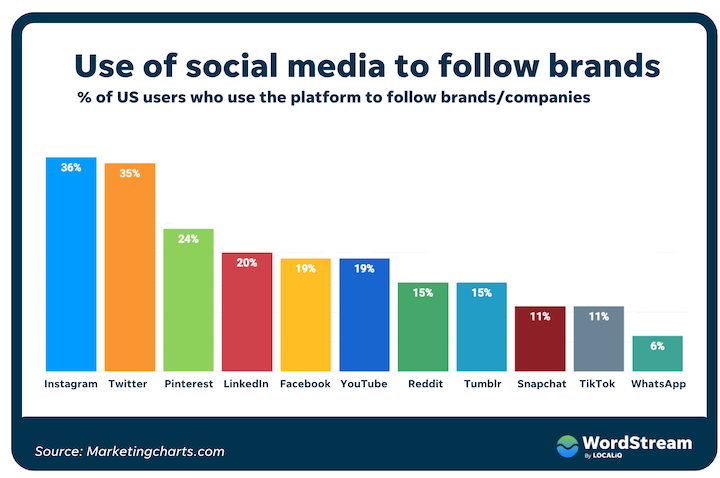 Use of social media to follow brands
% of US users who use the platform to follow brands/companies
36%
35%
24%
20%
19%
19%
15%
15%
11%
11%
6%
Instagram Twitter Pinterest LinkedIn Facebook YouTube Reddit Tumblr Snapchat TikTok WhatsApp
Source: Marketingcharts.com
WordStream
By LOCALiQ